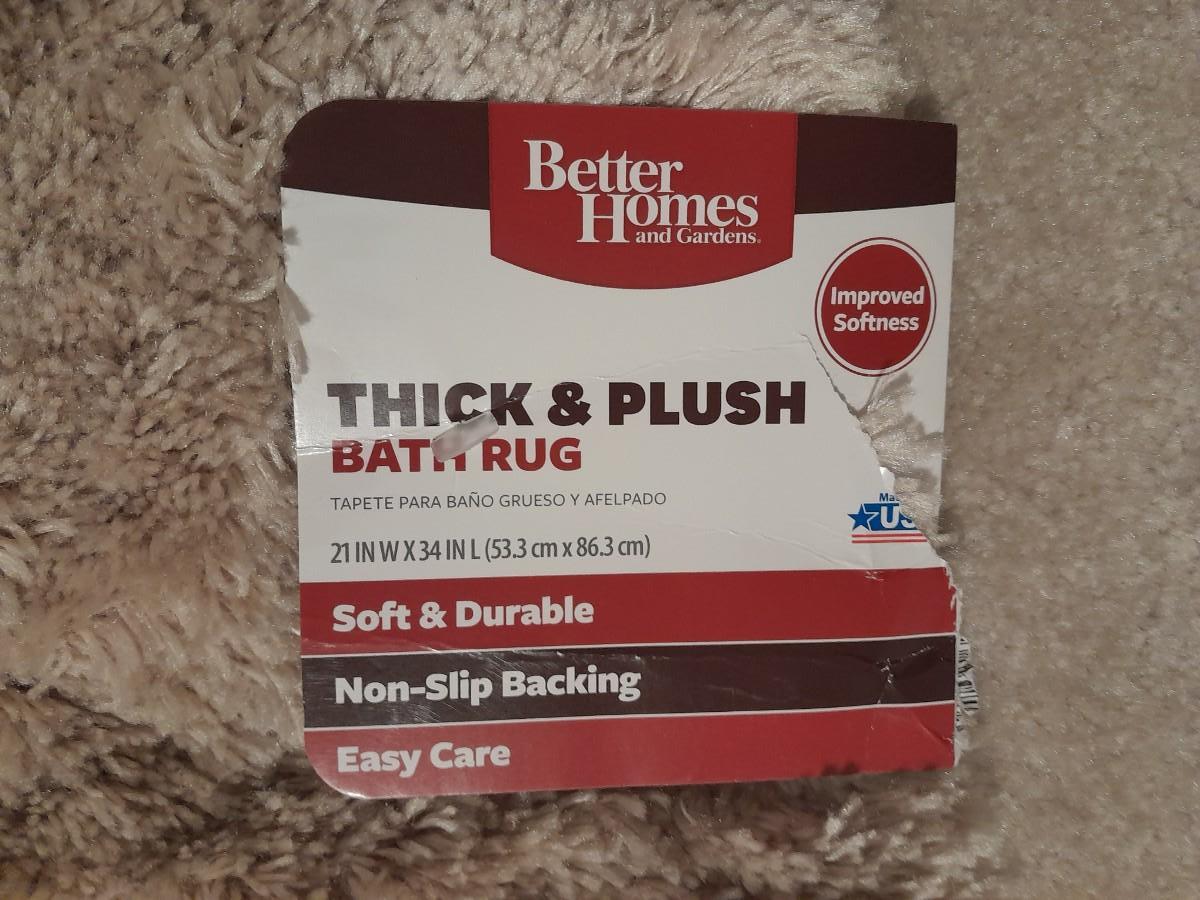 Better
Homes
and Gardens
Improved
Softness
THICK & PLUSH
BATH RUG
TAPETE PARA BAÑO GRUESO Y AFELPADO
21 IN W X 34 IN L (53.3 cm x 86.3 cm)
Soft & Durable
Non-Slip Backing
Easy Care